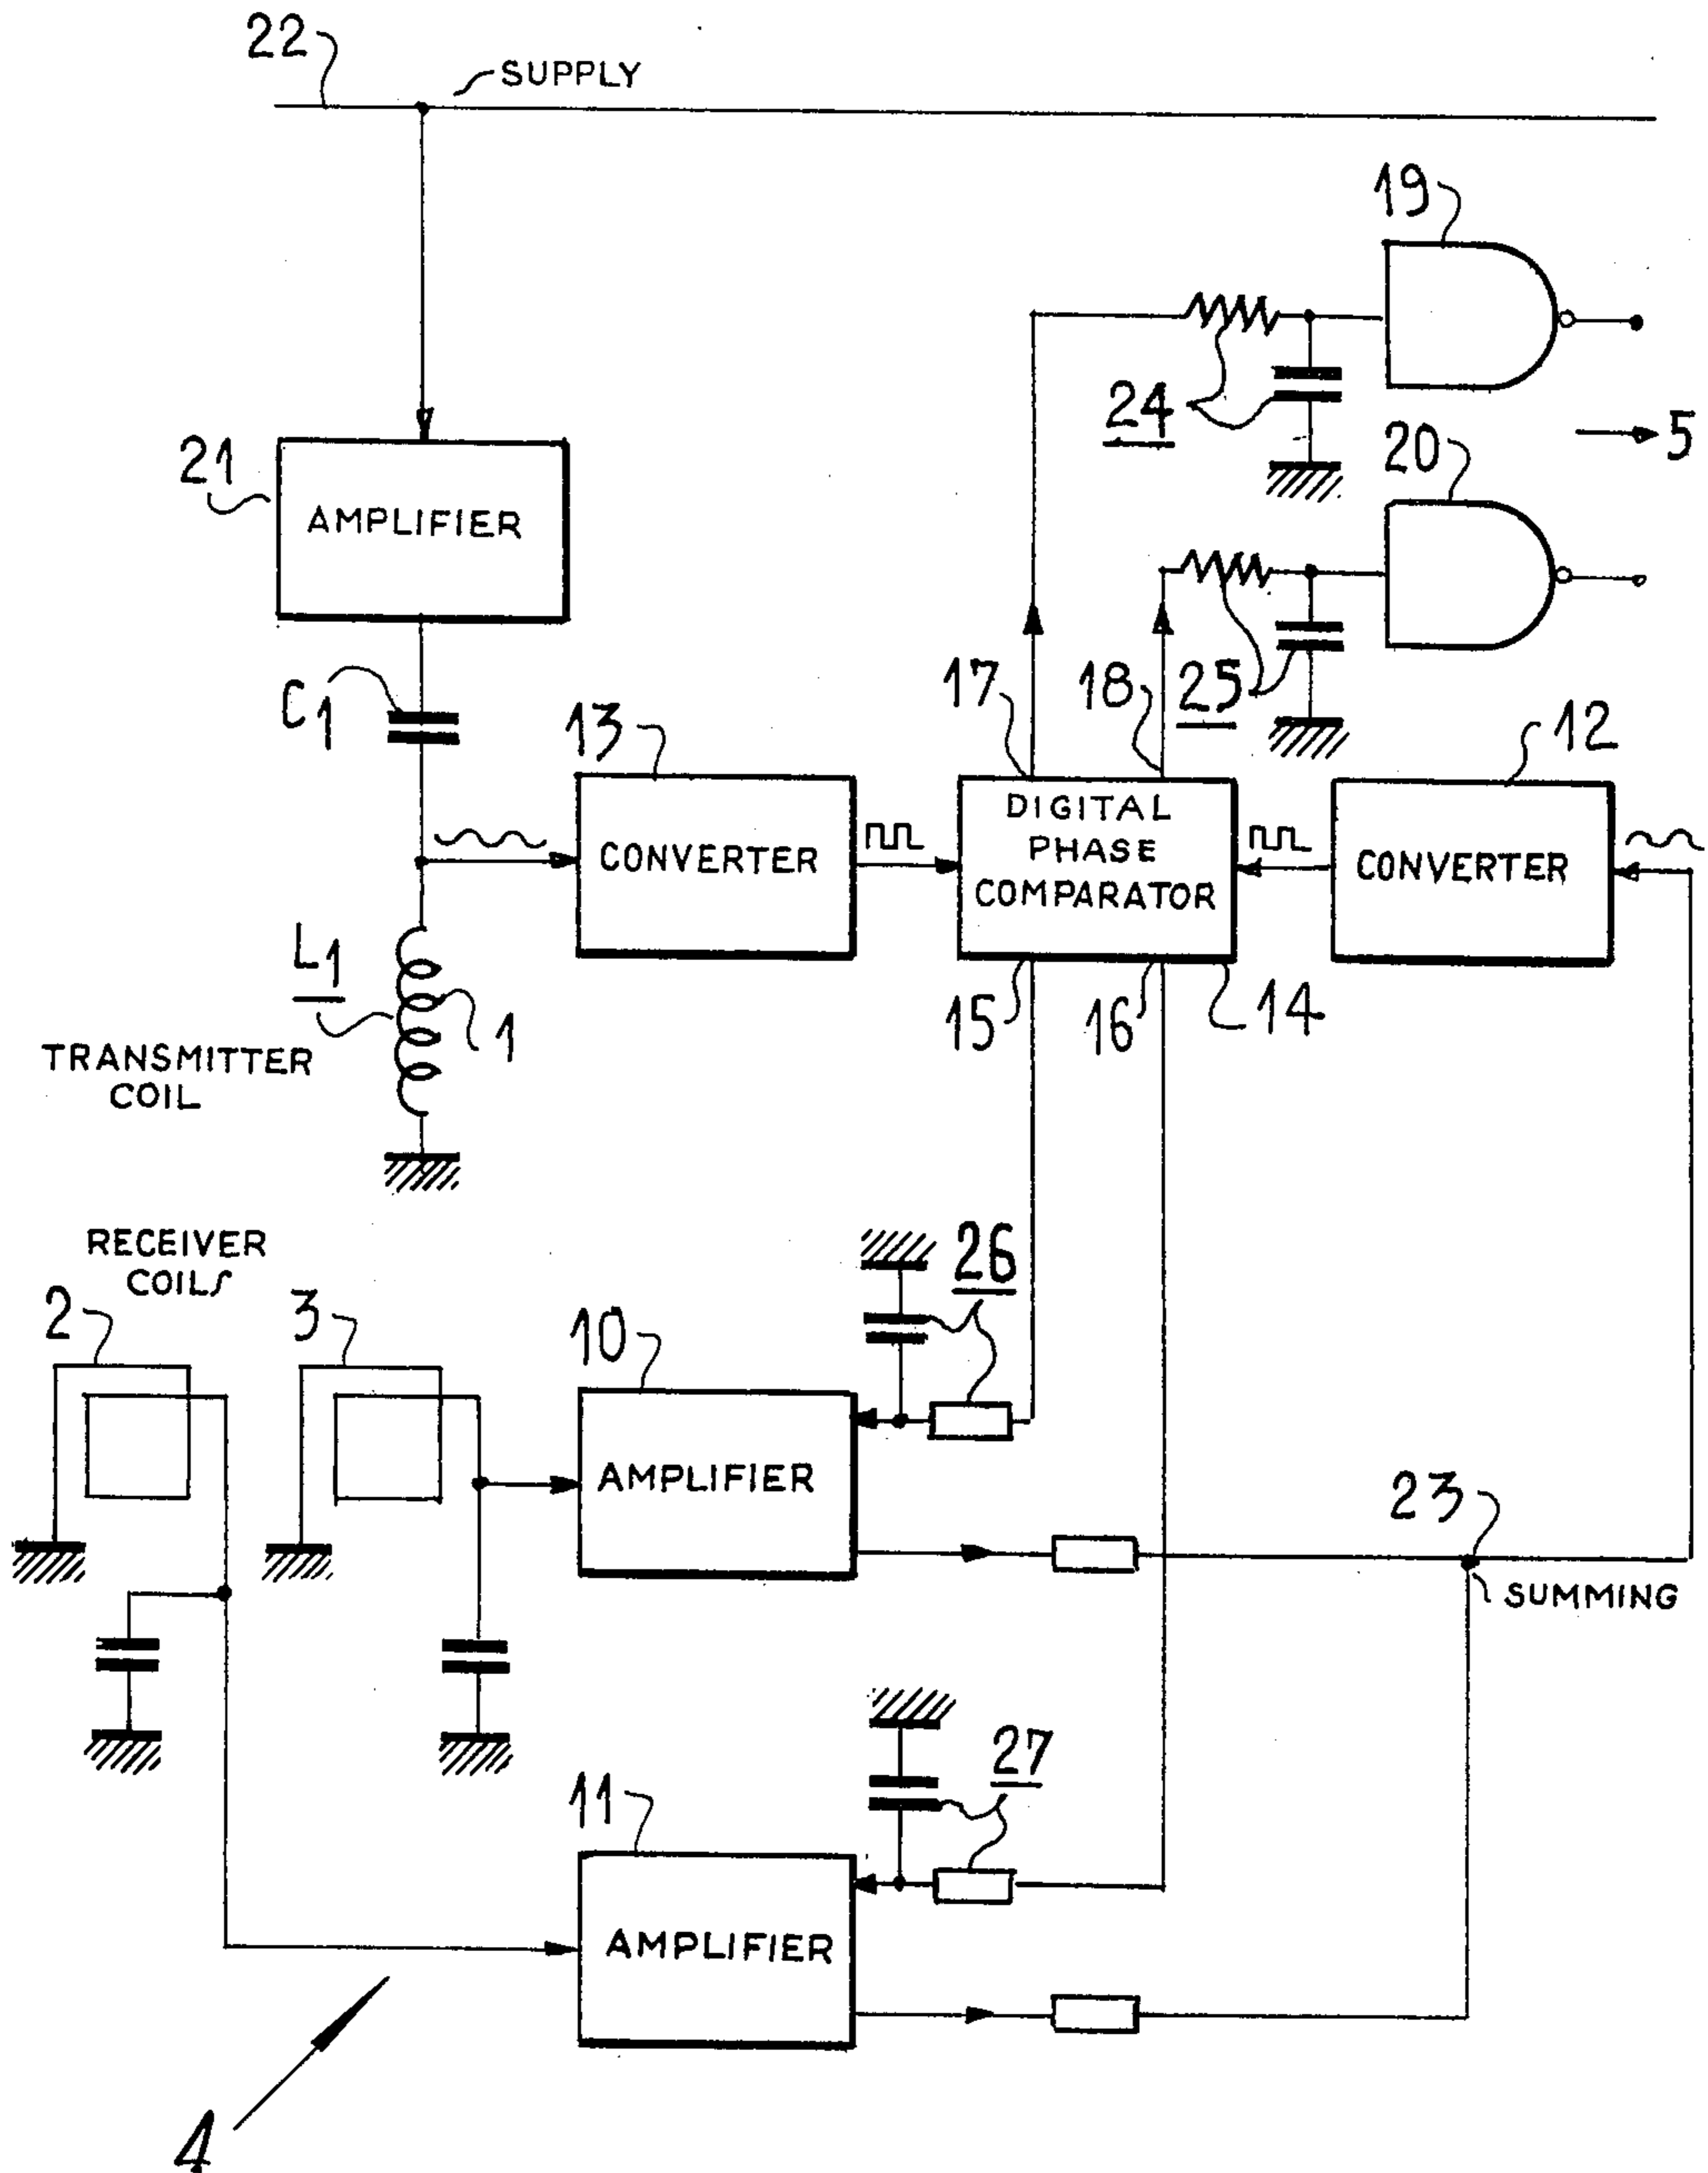 22
SUPPLY
19
24
5
21
AMPLIFIER
20
C1
17
18
25
13
12
CONVERTER
DIGITAL
PHASE
COMPARATOR
CONVERTER
L1
1
15
16
14
TRANSMITTER
COIL
RECEIVER
COILS
26
2
3
10
AMPLIFIER
23
SUMMING
27
11
AMPLIFIER
4